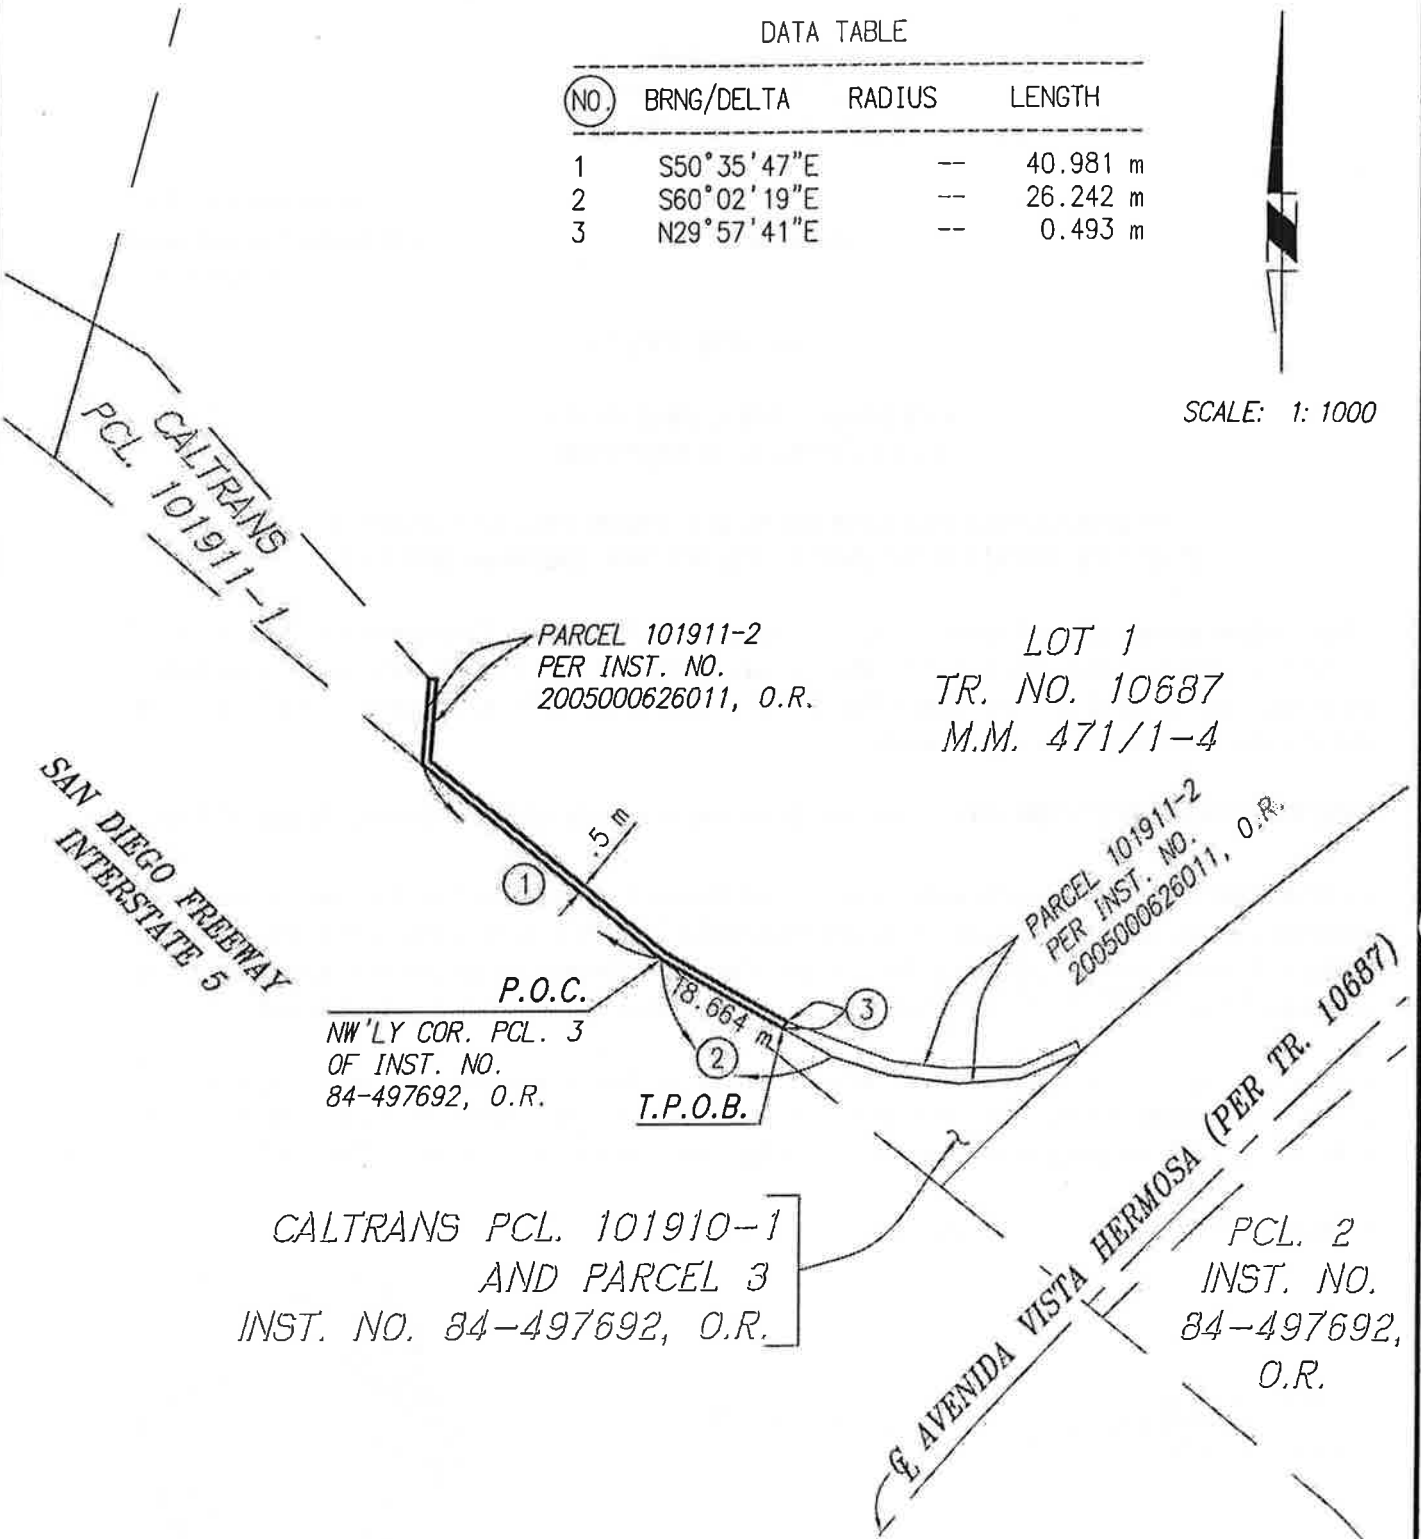 DATA TABLE
NO. BRNG/DELTA RADIUS LENGTH
1 S50°35'47"E -- 40.981 m
2 S60°02'19"E -- 26.242 m
3 N29°57'41"E -- 0.493 m
SCALE: 1: 1000
CALTRANS
PCL. 101911-1
PARCEL 101911-2
PER INST. NO.
2005000626011, O.R.
LOT 1
TR. NO. 10687
M.M. 471/1-4
SAN DIEGO FREEWAY
INTERSTATE 5
.5 m
1
PARCEL 101911-2
PER INST. NO.
2005000626011, O.R.
P.O.C.
NW'LY COR. PCL. 3
OF INST. NO.
84-497692, O.R.
18.664 m
3
2
T.P.O.B.
CALTRANS PCL. 101910-1
AND PARCEL 3
INST. NO. 84-497692, O.R.
℄ AVENIDA VISTA HERMOSA (PER TR. 10687)
PCL. 2
INST. NO.
84-497692,
O.R.